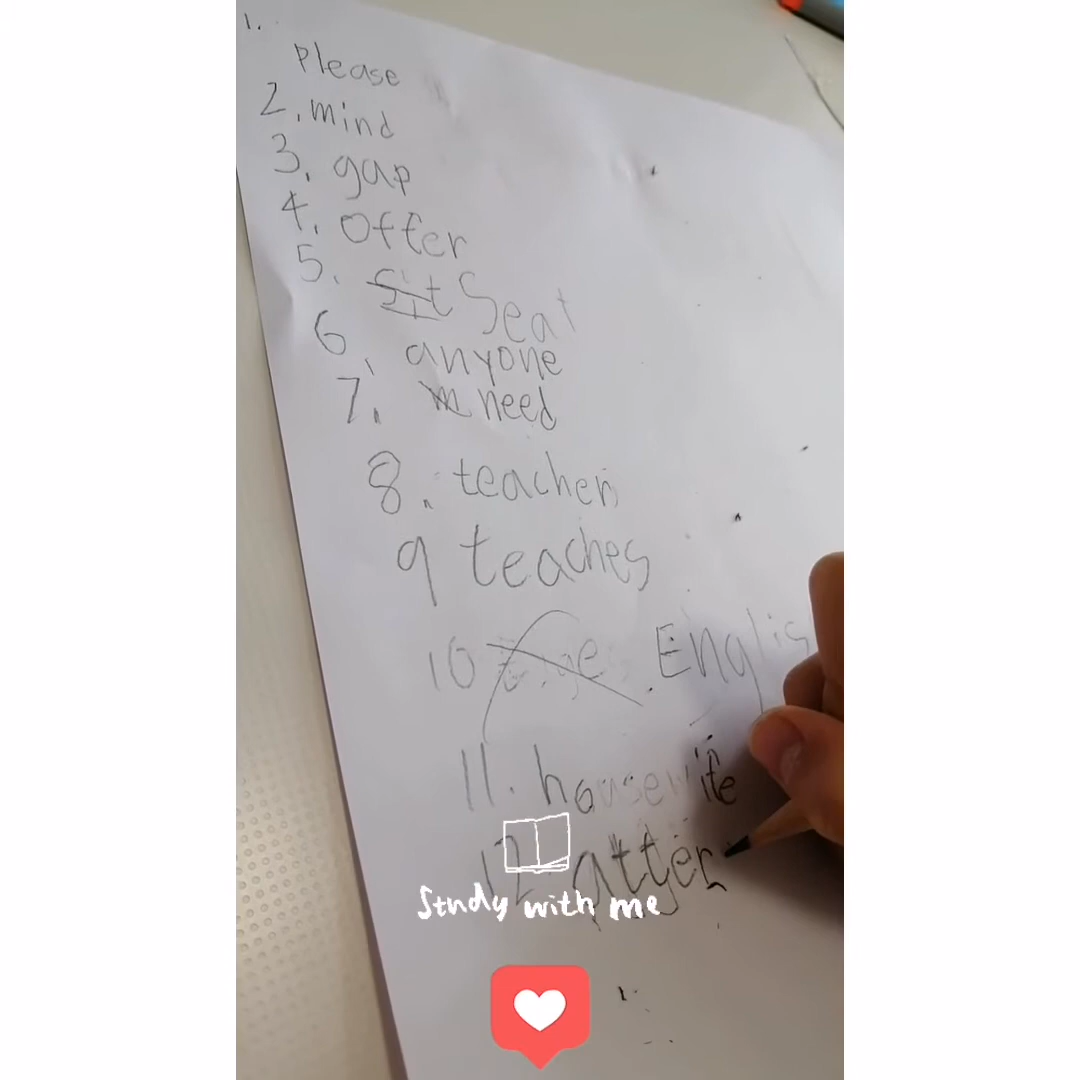 1.
Please
2. mind
3. gap
4. Offer
5. Sit Seat
6. anyone
7. need
8. teacher
9 teaches
10 Englis
11. housewife
12. atter
Study with me